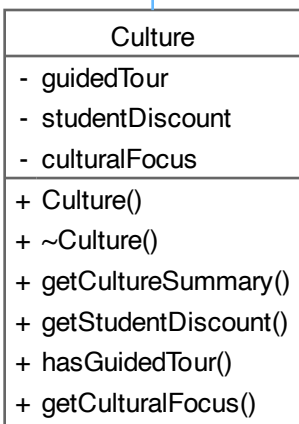 Culture
- guidedTour
- studentDiscount
- culturalFocus
+ Culture()
+ ~Culture()
+ getCultureSummary()
+ getStudentDiscount()
+ hasGuidedTour()
+ getCulturalFocus()